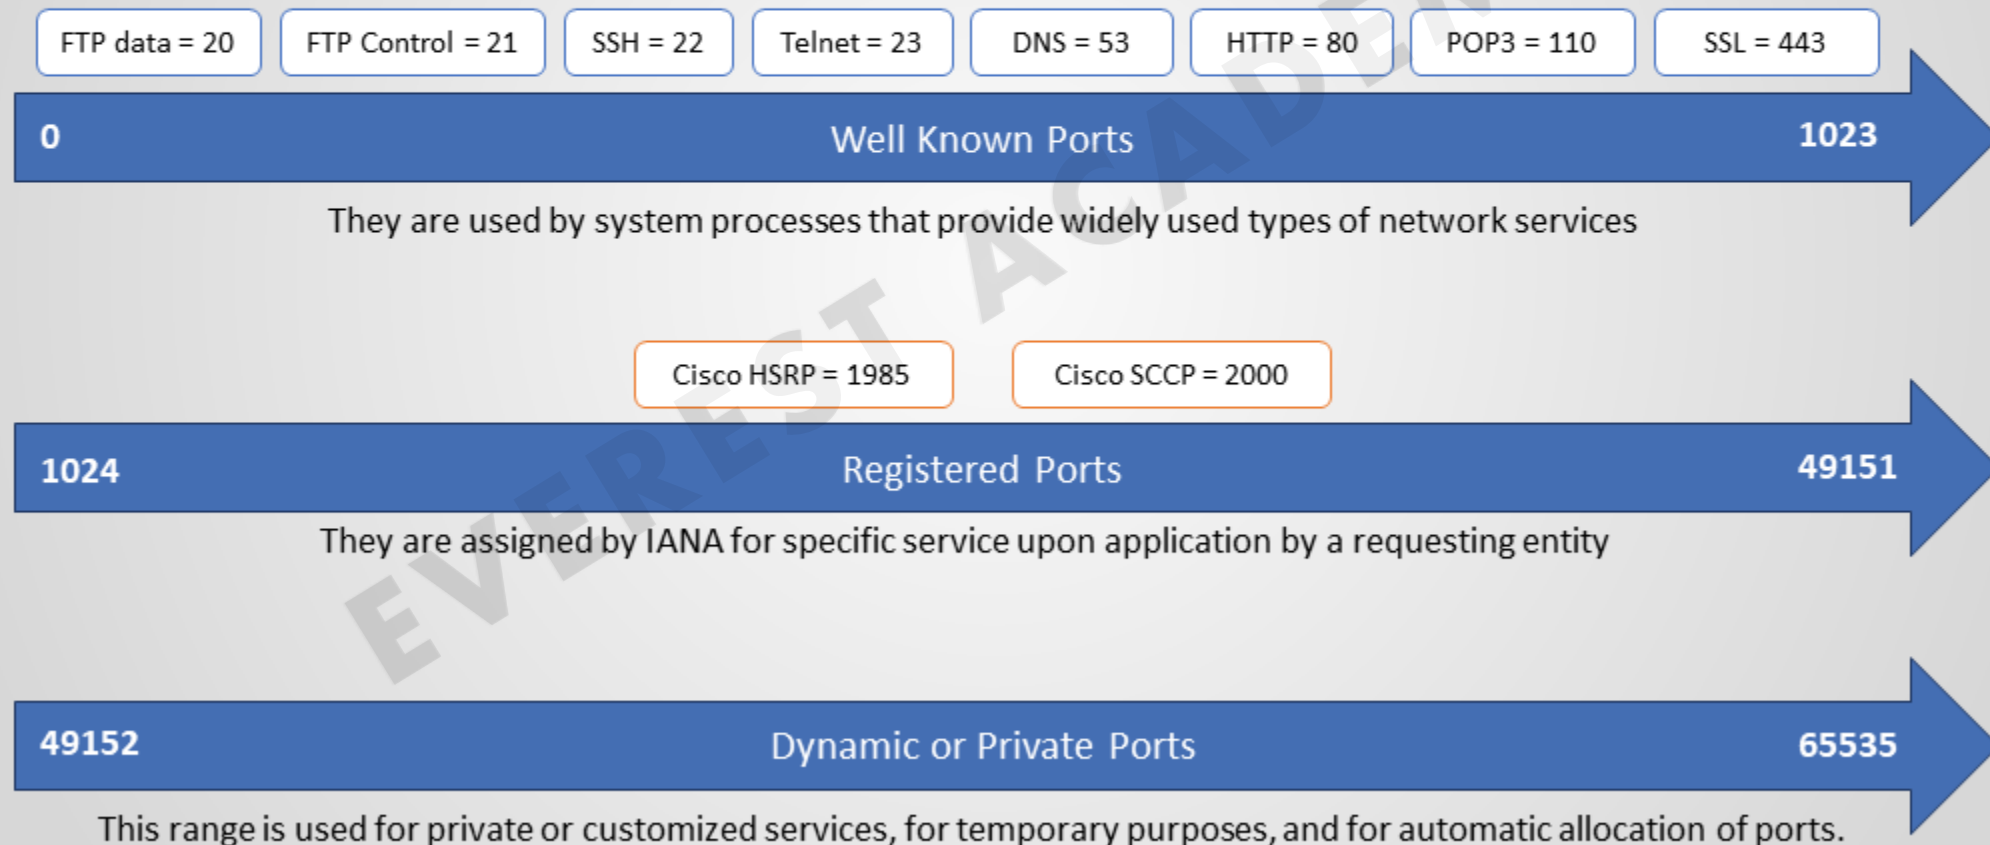 FTP data = 20
FTP Control = 21
SSH = 22
Telnet = 23
DNS = 53
HTTP = 80
POP3 = 110
SSL = 443
0
Well Known Ports
1023
They are used by system processes that provide widely used types of network services
Cisco HSRP = 1985
Cisco SCCP = 2000
1024
Registered Ports
49151
They are assigned by IANA for specific service upon application by a requesting entity
49152
Dynamic or Private Ports
65535
This range is used for private or customized services, for temporary purposes, and for automatic allocation of ports.
EVEREST